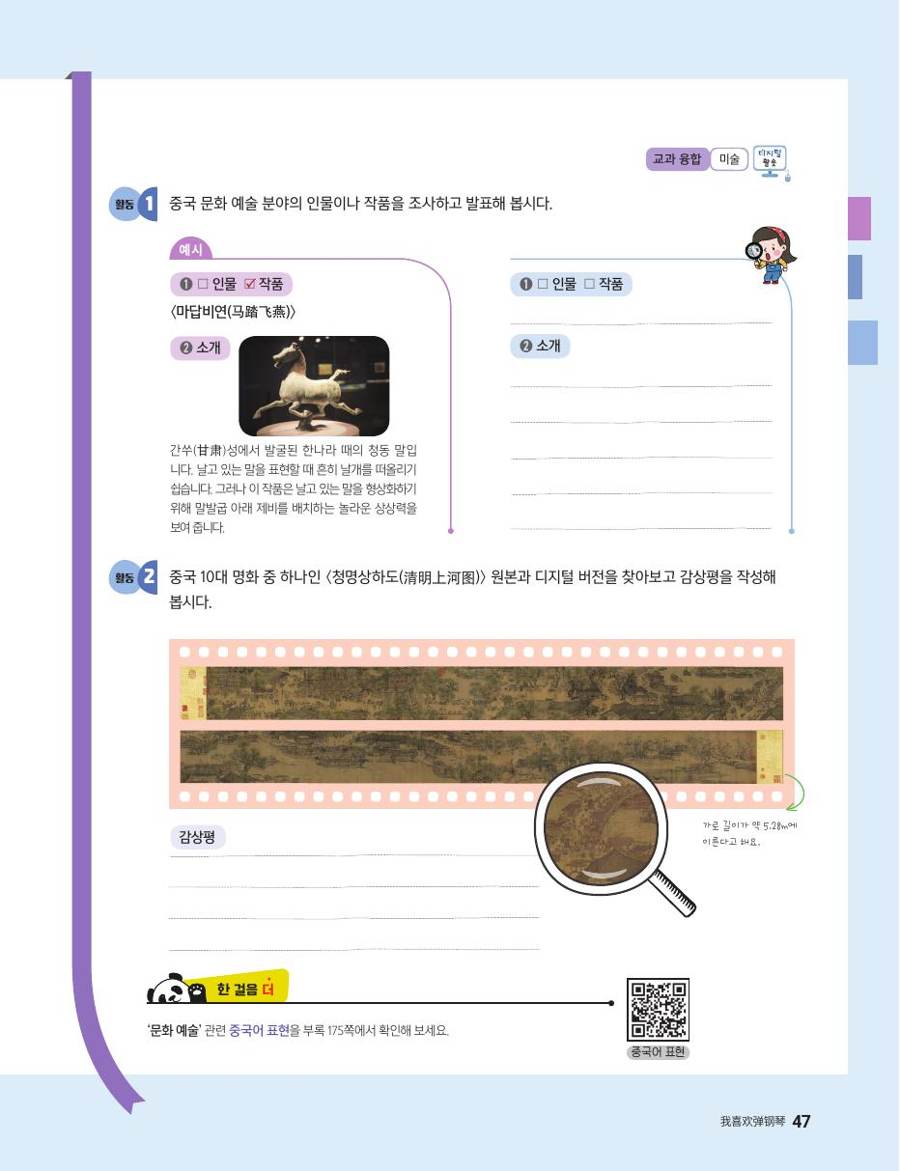 교과 융합 미술 디지털 활용
활동 1 중국 문화 예술 분야의 인물이나 작품을 조사하고 발표해 봅시다.
예시
❶ □ 인물 ☑ 작품
〈마답비연(马踏飞燕)〉
❷ 소개
간쑤(甘肃)성에서 발굴된 한나라 때의 청동 말입
니다. 날고 있는 말을 표현할 때 흔히 날개를 떠올리기
쉽습니다. 그러나 이 작품은 날고 있는 말을 형상화하기
위해 말발굽 아래 제비를 배치하는 놀라운 상상력을
보여 줍니다.
❶ □ 인물 □ 작품
❷ 소개
활동 2 중국 10대 명화 중 하나인 〈청명상하도(清明上河图)〉 원본과 디지털 버전을 찾아보고 감상평을 작성해
봅시다.
가로 길이가 약 5.28m에
이른다고 해요.
감상평
한 걸음 더
'문화 예술' 관련 중국어 표현을 부록 175쪽에서 확인해 보세요.
중국어 표현
我喜欢弹钢琴 47